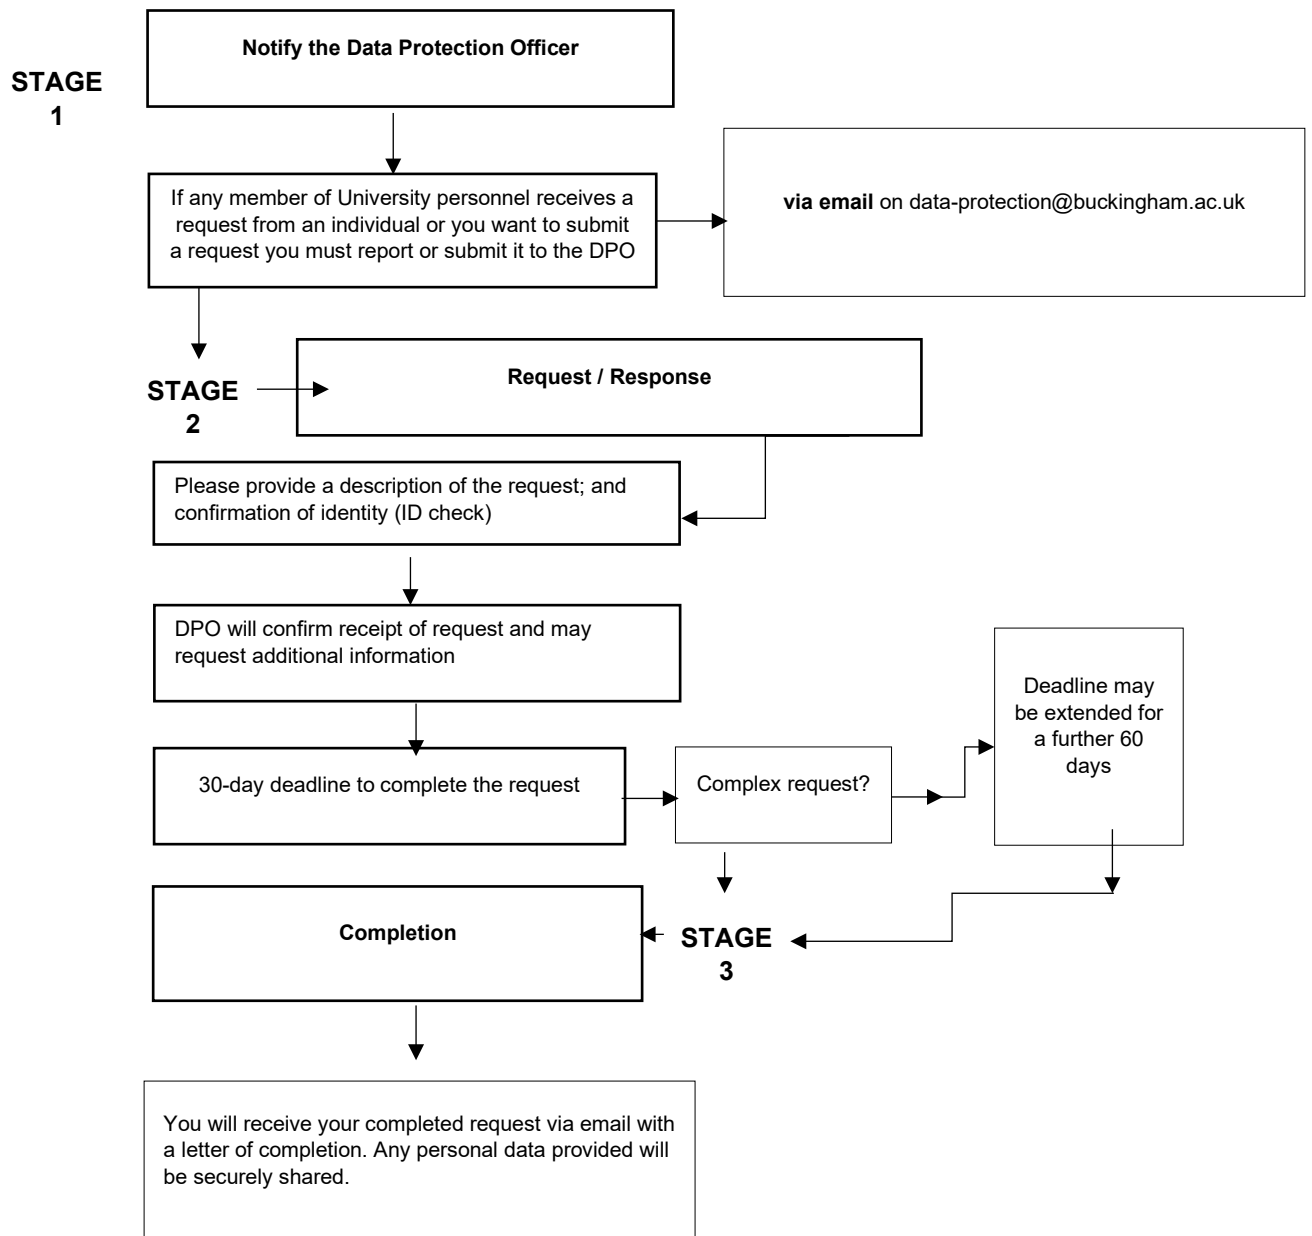 Notify the Data Protection Officer
STAGE
1
If any member of University personnel receives a
request from an individual or you want to submit
a request you must report or submit it to the DPO
via email on data-protection@buckingham.ac.uk
STAGE
2
Request / Response
Please provide a description of the request; and
confirmation of identity (ID check)
DPO will confirm receipt of request and may
request additional information
30-day deadline to complete the request
Complex request?
Deadline may
be extended for
a further 60
days
STAGE
3
Completion
You will receive your completed request via email with
a letter of completion. Any personal data provided will
be securely shared.